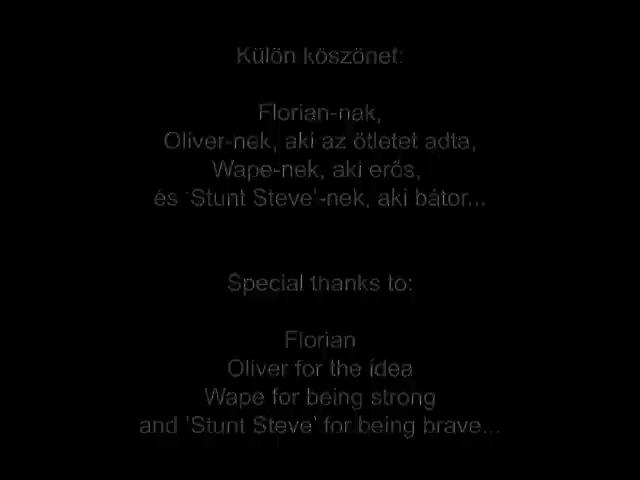 Külön köszönet:
Florian-nak,
Oliver-nek, aki az ötletet adta,
Wape-nek, aki erős,
és 'Stunt Steve'-nek, aki bátor...
Special thanks to:
Florian
Oliver for the idea
Wape for being strong
and 'Stunt Steve' for being brave...